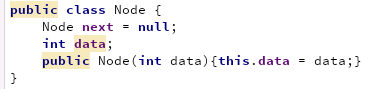 public class Node {
    Node next = null;
    int data;
    public Node(int data){this.data = data;}
}